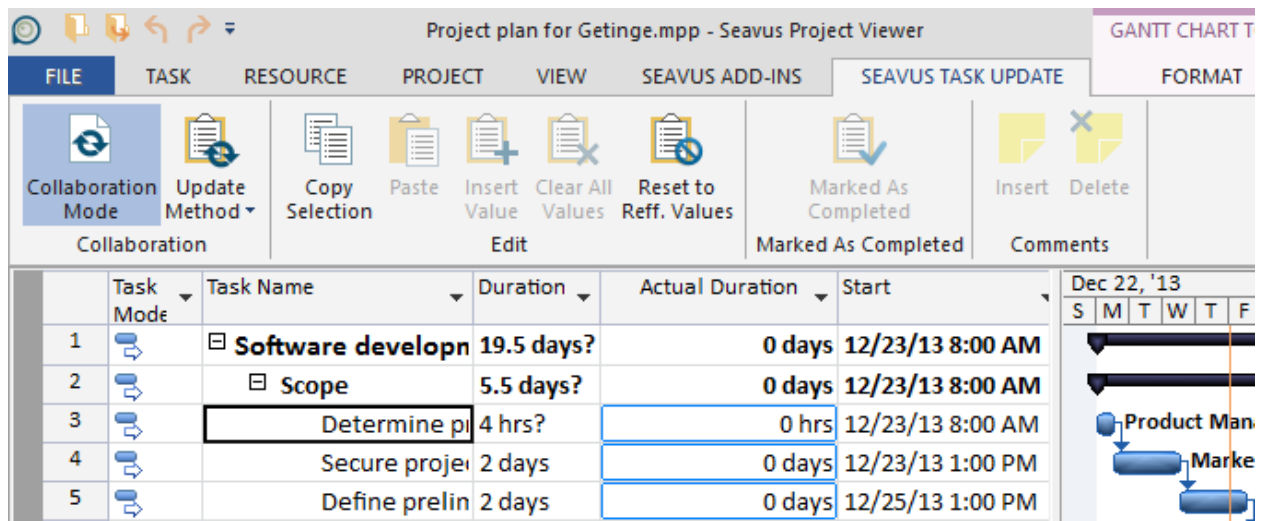 Project plan for Getinge.mpp - Seavus Project Viewer
GANTT CHART T
FILE TASK RESOURCE PROJECT VIEW SEAVUS ADD-INS SEAVUS TASK UPDATE FORMAT
Collaboration Mode
Update Method
Copy Selection
Paste
Insert Value
Clear All Values
Reset to Reff. Values
Marked As Completed
Insert
Delete
Collaboration Edit Marked As Completed Comments
Task Mode Task Name Duration Actual Duration Start Dec 22, '13
S M T W T F
1 Software developn 19.5 days? 0 days 12/23/13 8:00 AM
2 Scope 5.5 days? 0 days 12/23/13 8:00 AM
3 Determine pr 4 hrs? 0 hrs 12/23/13 8:00 AM Product Mana
4 Secure projec 2 days 0 days 12/23/13 1:00 PM Marke
5 Define prelin 2 days 0 days 12/25/13 1:00 PM